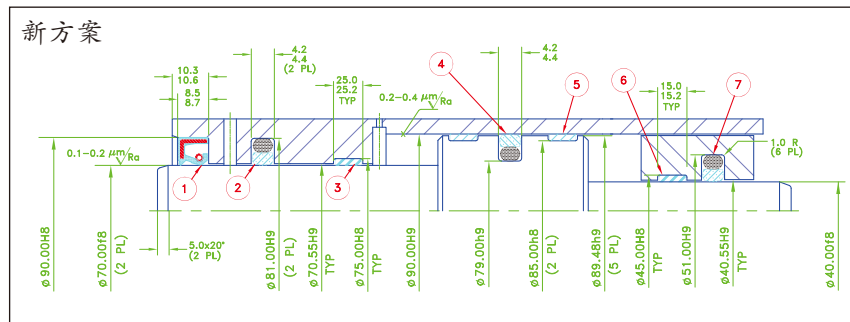 新方案
10.3
10.6
8.5
8.7
4.2
4.4
(2 PL)
25.0
25.2
TYP
0.2-0.4 μm/Ra
4
4.2
4.4
5
6
15.0
15.2
TYP
7
1.0 R
(6 PL)
0.1-0.2 μm/Ra
1
2
3
5.0x20°
(2 PL)
ø90.00H8
ø70.00f8
(2 PL)
ø81.00H9
(2 PL)
ø70.55H9
TYP
ø75.00H8
TYP
ø90.00H9
ø79.00h9
ø85.00h8
(2 PL)
ø89.48h9
(5 PL)
ø45.00H8
TYP
ø51.00H9
ø40.55H9
TYP
ø40.00f8